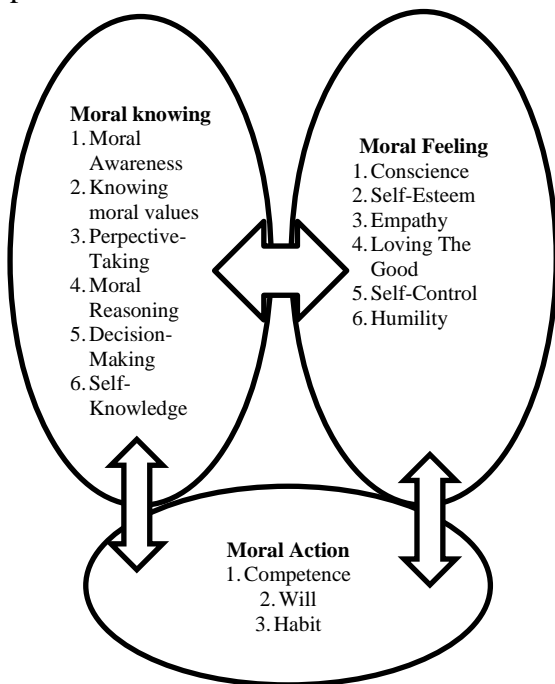 Moral knowing
1. Moral
Awareness
2. Knowing
moral values
3. Perpective-
Taking
4. Moral
Reasoning
5. Decision-
Making
6. Self-
Knowledge
Moral Feeling
1. Conscience
2. Self-Esteem
3. Empathy
4. Loving The
Good
5. Self-Control
6. Humility
Moral Action
1. Competence
2. Will
3. Habit